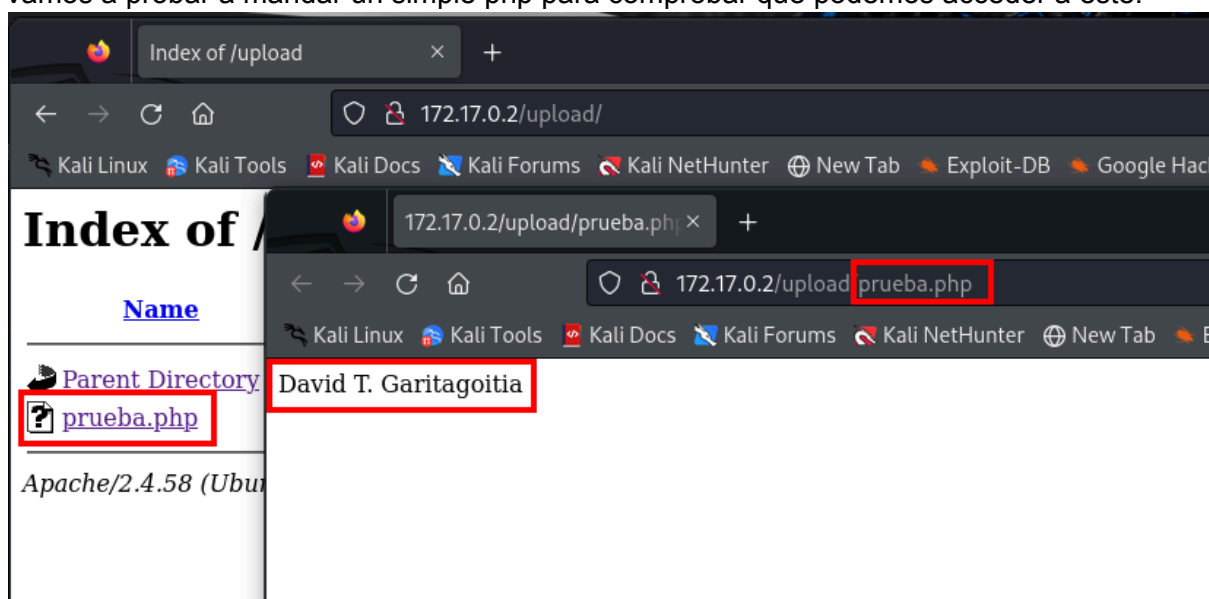 vamos a probar a mandar un simple php para comprobar que podemos acceder a este.
Index of /upload
172.17.0.2/upload/
Kali Linux Kali Tools Kali Docs Kali Forums Kali NetHunter New Tab Exploit-DB Google Hac
Index of /
Name
Parent Directory
prueba.php
Apache/2.4.58 (Ubu
172.17.0.2/upload/prueba.ph
172.17.0.2/upload/prueba.php
Kali Linux Kali Tools Kali Docs Kali Forums Kali NetHunter New Tab E
David T. Garitagoitia